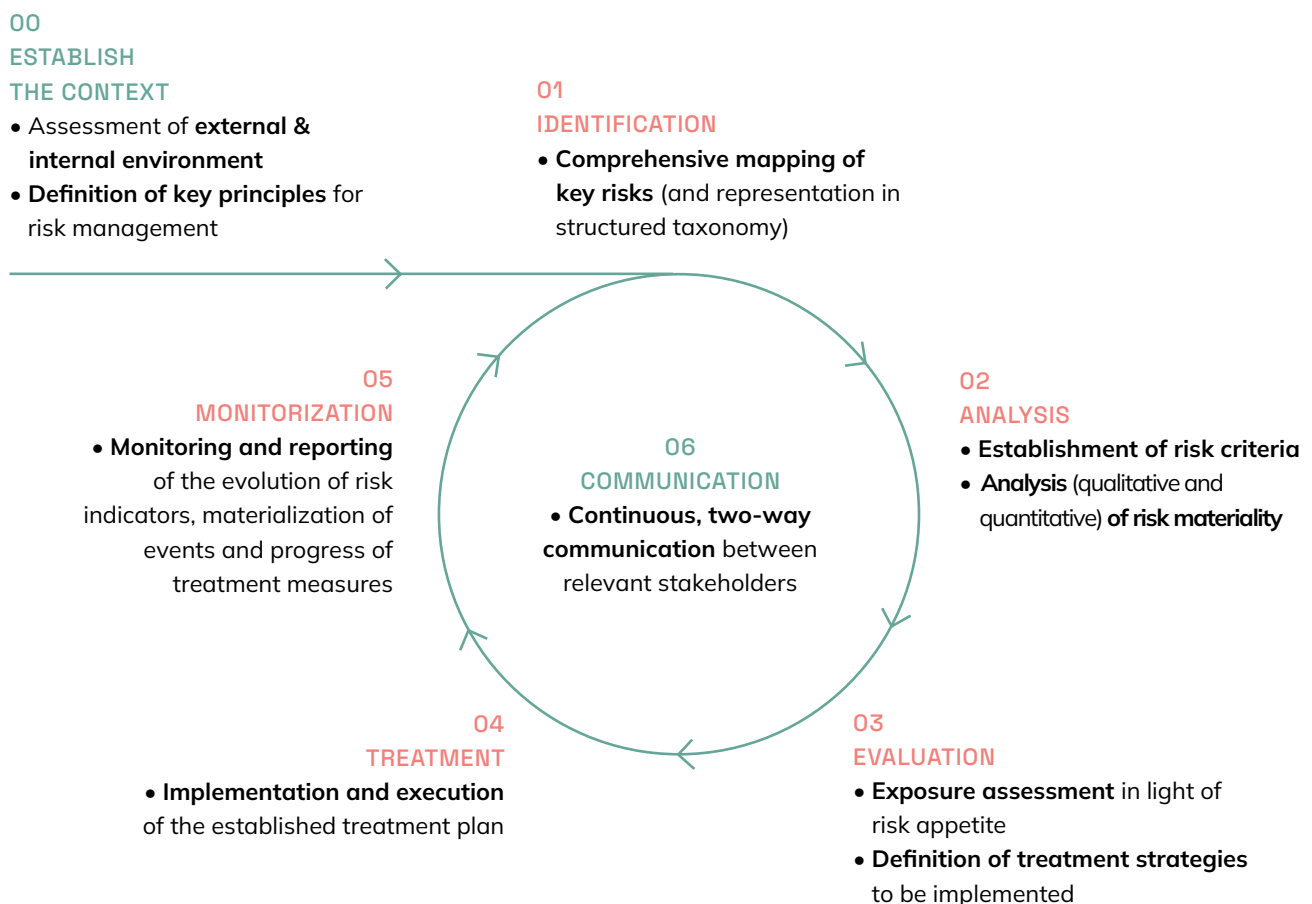 00
ESTABLISH
THE CONTEXT
• Assessment of external &
internal environment
• Definition of key principles for
risk management
01
IDENTIFICATION
• Comprehensive mapping of
key risks (and representation in
structured taxonomy)
02
ANALYSIS
• Establishment of risk criteria
• Analysis (qualitative and
quantitative) of risk materiality
03
EVALUATION
• Exposure assessment in light of
risk appetite
• Definition of treatment strategies
to be implemented
04
TREATMENT
• Implementation and execution
of the established treatment plan
05
MONITORIZATION
• Monitoring and reporting
of the evolution of risk
indicators, materialization of
events and progress of
treatment measures
06
COMMUNICATION
• Continuous, two-way
communication between
relevant stakeholders